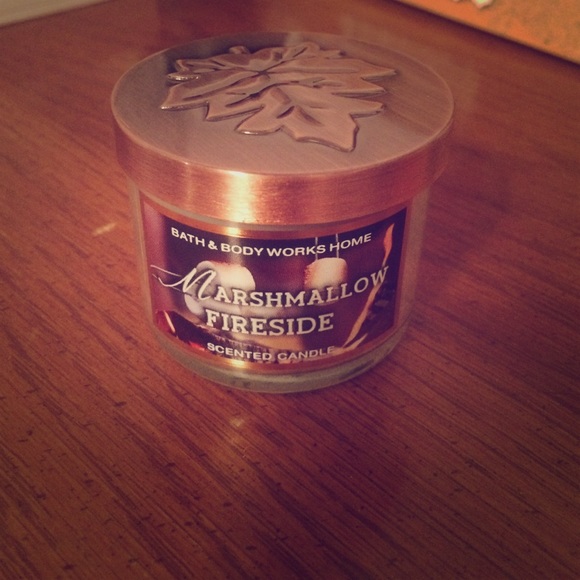 BATH & BODY WORKS HOME
MARSHMALLOW
FIRESIDE
SCENTED CANDLE